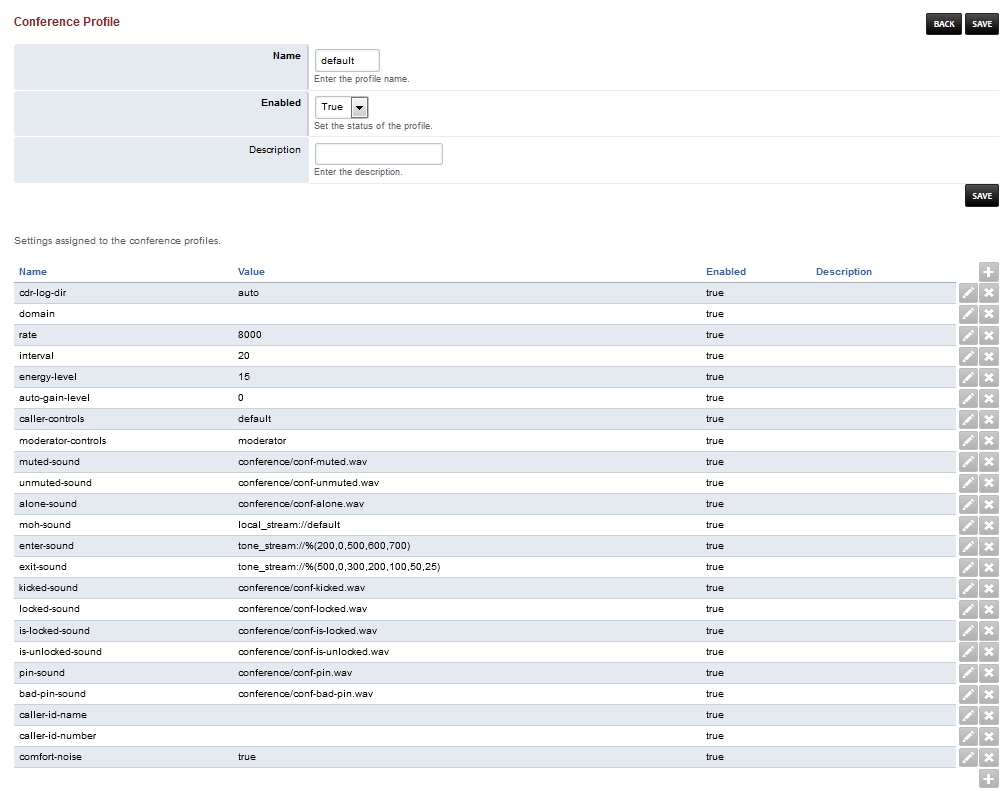 Conference Profile BACK SAVE
Name default
Enter the profile name.
Enabled True
Set the status of the profile.
Description
Enter the description.
SAVE
Settings assigned to the conference profiles.
Name Value Enabled Description
cdr-log-dir auto true
domain true
rate 8000 true
interval 20 true
energy-level 15 true
auto-gain-level 0 true
caller-controls default true
moderator-controls moderator true
muted-sound conference/conf-muted.wav true
unmuted-sound conference/conf-unmuted.wav true
alone-sound conference/conf-alone.wav true
moh-sound local_stream://default true
enter-sound tone_stream://%(200,0,500,600,700) true
exit-sound tone_stream://%(500,0,300,200,100,50,25) true
kicked-sound conference/conf-kicked.wav true
locked-sound conference/conf-locked.wav true
is-locked-sound conference/conf-is-locked.wav true
is-unlocked-sound conference/conf-is-unlocked.wav true
pin-sound conference/conf-pin.wav true
bad-pin-sound conference/conf-bad-pin.wav true
caller-id-name true
caller-id-number true
comfort-noise true true